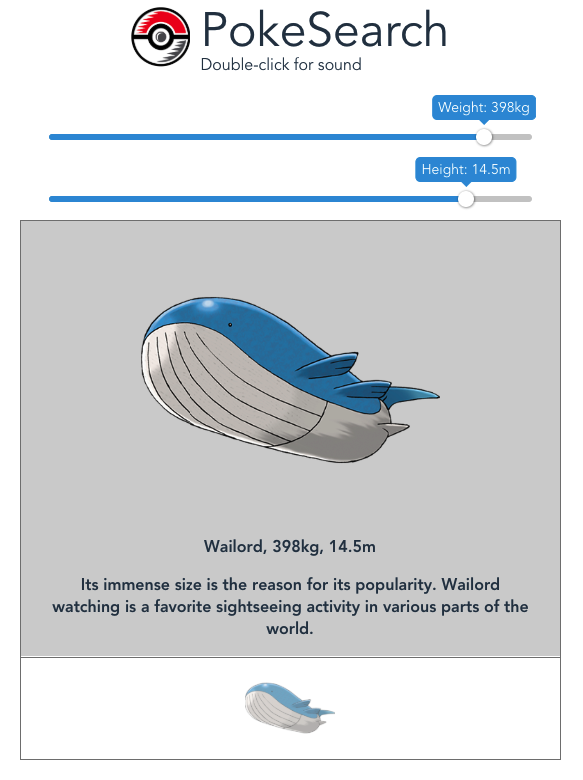 PokeSearch
Double-click for sound
Weight: 398kg
Height: 14.5m
Wailord, 398kg, 14.5m
Its immense size is the reason for its popularity. Wailord
watching is a favorite sightseeing activity in various parts of the
world.